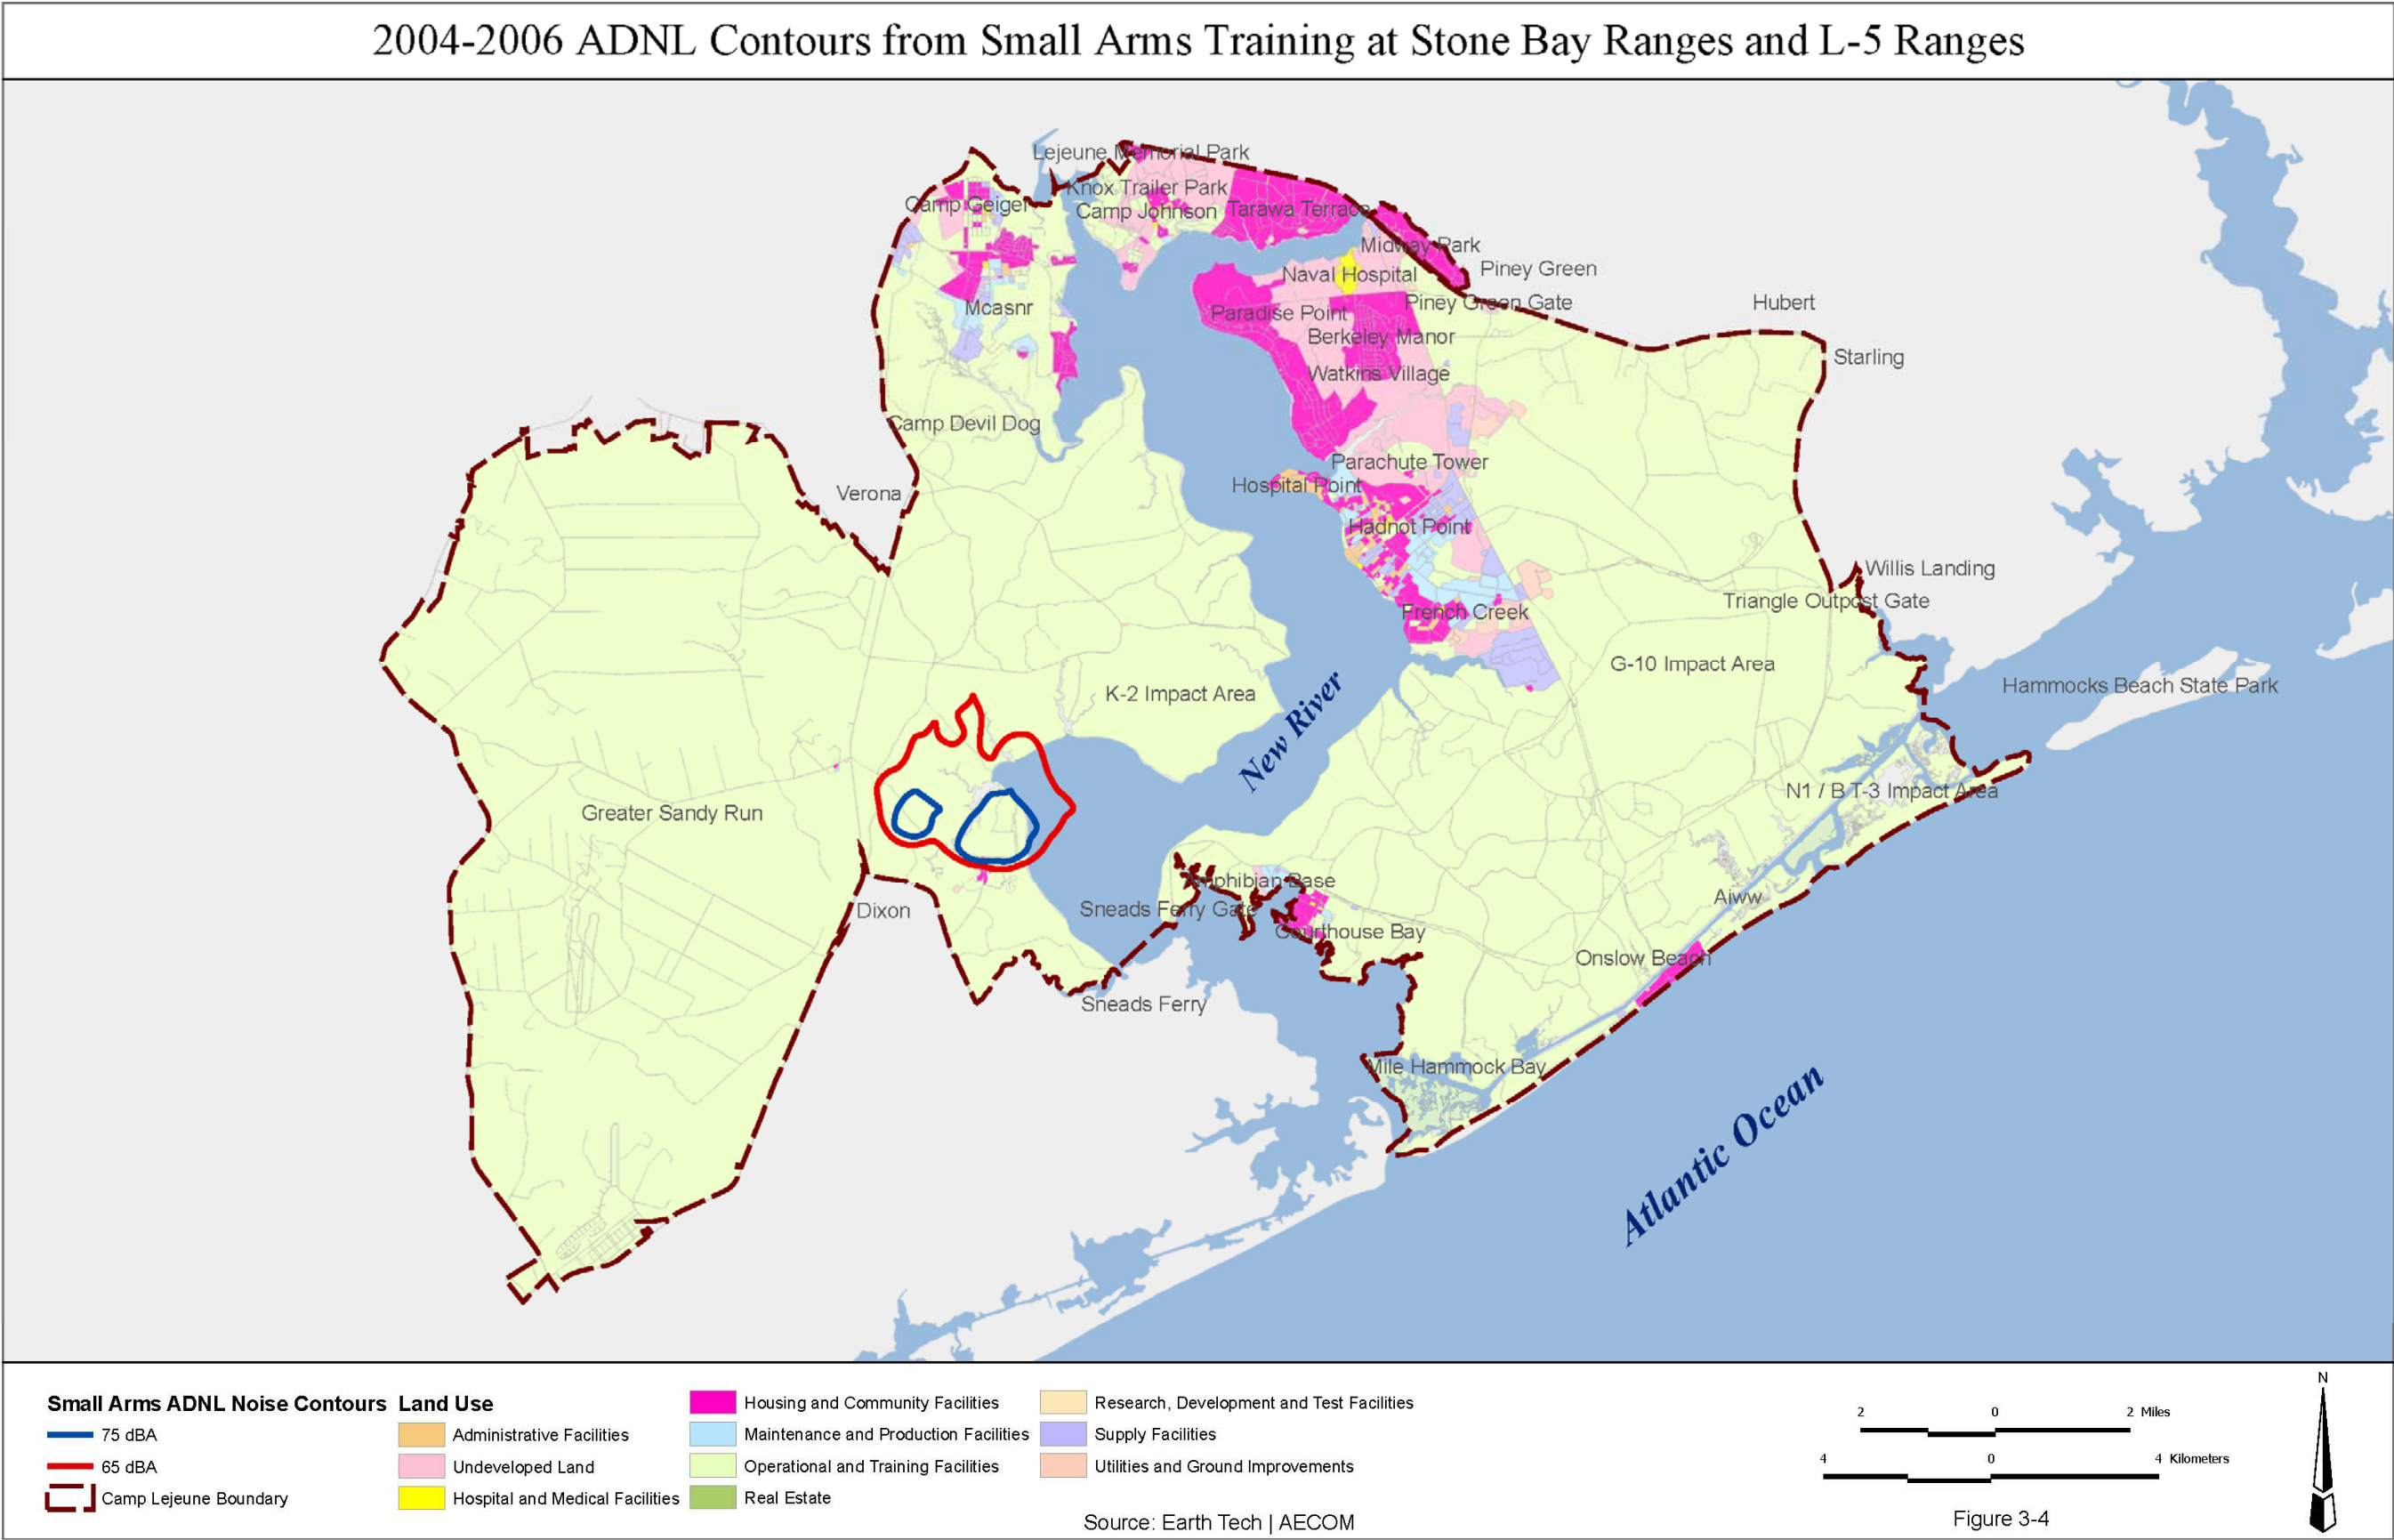 2004-2006 ADNL Contours from Small Arms Training at Stone Bay Ranges and L-5 Ranges
Lejeune Memorial Park
Knox Trailer Park
Camp Geiger
Camp Johnson
Tarawa Terrace
Midway Park
Piney Green
Naval Hospital
Piney Green Gate
Hubert
Mcasnr
Paradise Point
Berkeley Manor
Starling
Watkins Village
Camp Devil Dog
Parachute Tower
Verona
Hospital Point
Hadnot Point
Willis Landing
Triangle Outpost Gate
French Creek
G-10 Impact Area
K-2 Impact Area
Hammocks Beach State Park
New River
N1 / B T-3 Impact Area
Greater Sandy Run
Amphibian Base
Aiww
Dixon
Sneads Ferry Gate
Courthouse Bay
Onslow Beach
Sneads Ferry
Mile Hammock Bay
Atlantic Ocean
Small Arms ADNL Noise Contours
75 dBA
65 dBA
Camp Lejeune Boundary
Land Use
Administrative Facilities
Undeveloped Land
Hospital and Medical Facilities
Housing and Community Facilities
Maintenance and Production Facilities
Operational and Training Facilities
Real Estate
Research, Development and Test Facilities
Supply Facilities
Utilities and Ground Improvements
Source: Earth Tech | AECOM
2 0 2 Miles
4 0 4 Kilometers
Figure 3-4
N